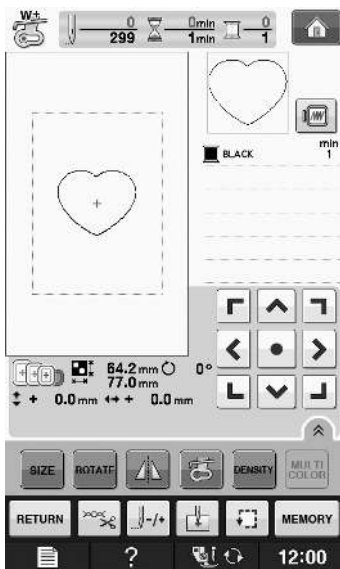 W+
0 0min 0
299 1min 1
BLACK min
1
64.2mm 0°
77.0mm
+ 0.0mm + 0.0mm
SIZE ROTATE DENSITY MULTI COLOR
RETURN -/+ MEMORY
? 12:00